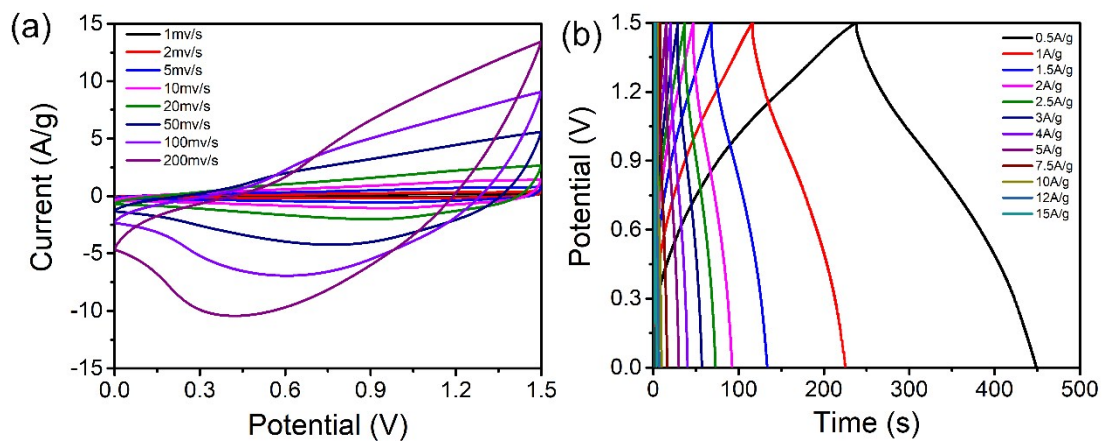 (a)
15
10
5
0
-5
-10
-15
Current (A/g)
1mv/s
2mv/s
5mv/s
10mv/s
20mv/s
50mv/s
100mv/s
200mv/s
0.0 0.3 0.6 0.9 1.2 1.5
Potential (V)
(b)
1.5
1.2
0.9
0.6
0.3
0.0
Potential (V)
0.5A/g
1A/g
1.5A/g
2A/g
2.5A/g
3A/g
4A/g
5A/g
7.5A/g
10A/g
12A/g
15A/g
0 100 200 300 400 500
Time (s)